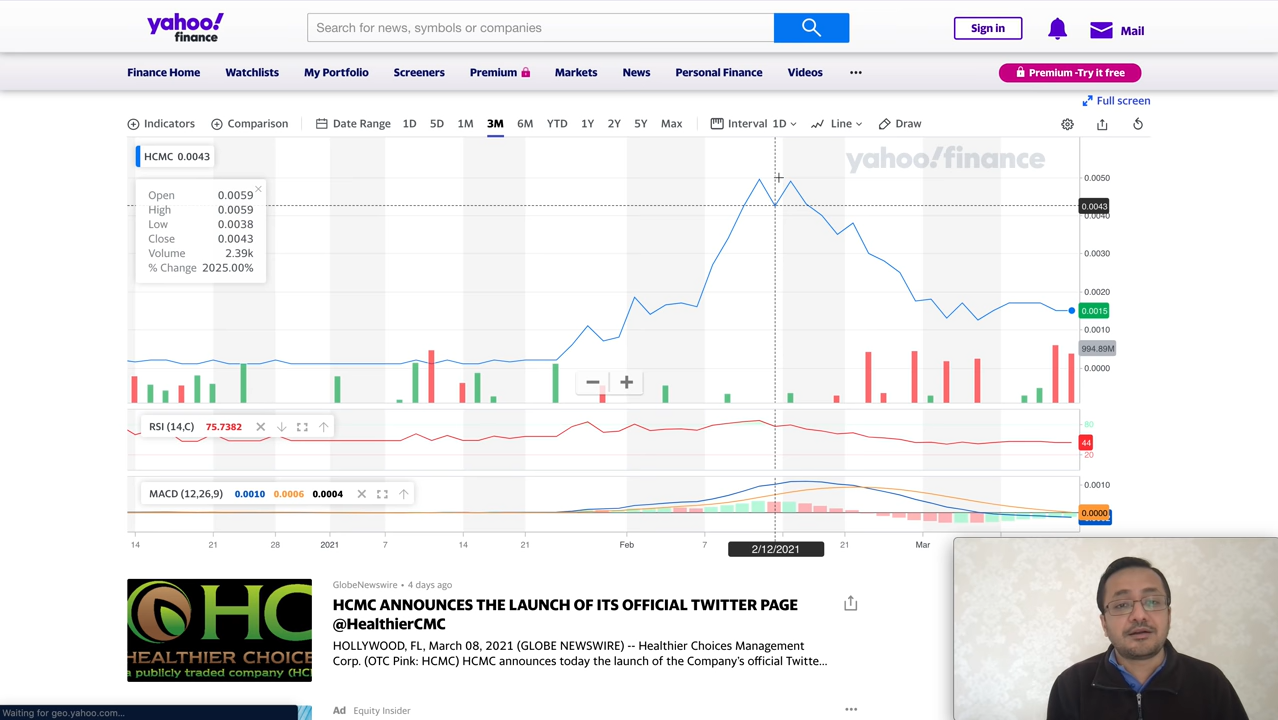 yahoo!
finance
Search for news, symbols or companies
Sign in
Mail
Finance Home Watchlists My Portfolio Screeners Premium Markets News Personal Finance Videos •••
Premium -Try it free
Full screen
Indicators Comparison Date Range 1D 5D 1M 3M 6M YTD 1Y 2Y 5Y Max Interval 1D Line Draw
HCMC 0.0043
yahoo!finance
Open 0.0059
High 0.0059
Low 0.0038
Close 0.0043
Volume 2.39k
% Change 2025.00%
0.0050
0.0043
0.0040
0.0030
0.0020
0.0015
0.0010
994.89M
0.0000
RSI (14,C) 75.7382
80
44
20
MACD (12,26,9) 0.0010 0.0006 0.0004
0.0010
0.0000
14 21 28 2021 7 14 21 Feb 7 2/12/2021 21 Mar
GlobeNewswire • 4 days ago
HCMC ANNOUNCES THE LAUNCH OF ITS OFFICIAL TWITTER PAGE
@HealthierCMC
HOLLYWOOD, FL, March 08, 2021 (GLOBE NEWSWIRE) -- Healthier Choices Management
Corp. (OTC Pink: HCMC) HCMC announces today the launch of the Company's official Twitte...
HC
HEALTHIER CHOICE
a publicly traded company (HC
Ad Equity Insider
•••
Waiting for geo.yahoo.com...